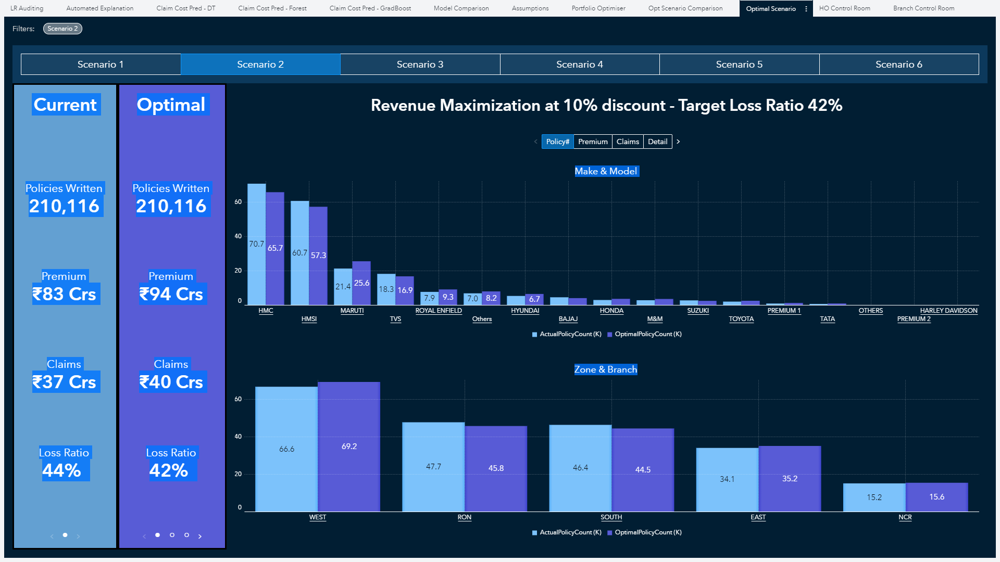 LR Auditing
Automated Explanation
Claim Cost Pred - DT
Claim Cost Pred - Forest
Claim Cost Pred - GradBoost
Model Comparison
Assumptions
Portfolio Optimiser
Opt Scenario Comparison
Optimal Scenario
HO Control Room
Branch Control Room
Filters: Scenario 2
Scenario 1
Scenario 2
Scenario 3
Scenario 4
Scenario 5
Scenario 6
Current
Policies Written
210,116
Premium
₹83 Crs
Claims
₹37 Crs
Loss Ratio
44%
Optimal
Policies Written
210,116
Premium
₹94 Crs
Claims
₹40 Crs
Loss Ratio
42%
Revenue Maximization at 10% discount - Target Loss Ratio 42%
Policy# Premium Claims Detail
Make & Model
60
40
20
0
70.7 65.7
60.7 57.3
21.4 25.6
18.3 16.9
7.9 9.3
7.0 8.2
6.7
HMC
HMSI
MARUTI
TVS
ROYAL ENFIELD
Others
HYUNDAI
BAJAJ
HONDA
M&M
SUZUKI
TOYOTA
PREMIUM 1
TATA
OTHERS
PREMIUM 2
HARLEY DAVIDSON
ActualPolicyCount (K) OptimalPolicyCount (K)
Zone & Branch
60
40
20
0
66.6 69.2
47.7 45.8
46.4 44.5
34.1 35.2
15.2 15.6
WEST
RON
SOUTH
EAST
NCR
ActualPolicyCount (K) OptimalPolicyCount (K)